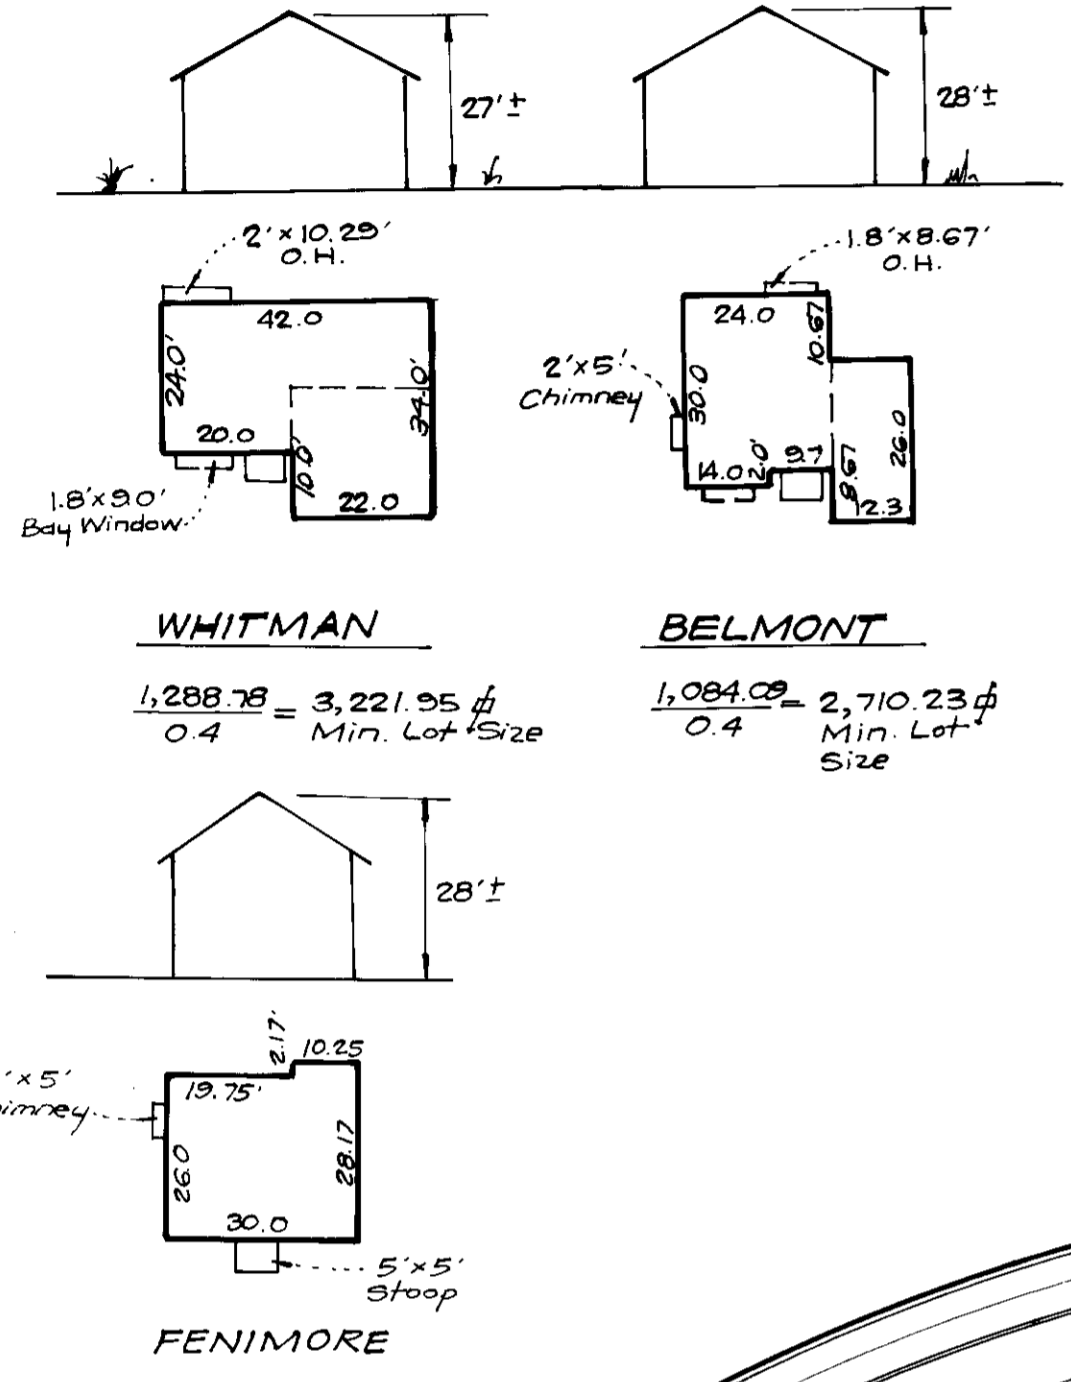 27'±
28'±
2'×10.29'
O.H.
42.0
24.0'
34.0'
20.0
10.0'
22.0
1.8'×9.0'
Bay Window
1.8'×8.67'
O.H.
24.0
10.67
2'×5'
Chimney
30.0
26.0
14.0
2.0'
9.7
8.67
12.3
WHITMAN
1,288.78
0.4
= 3,221.95 ⏀
Min. Lot Size
BELMONT
1,084.09
0.4
= 2,710.23 ⏀
Min. Lot
Size
28'±
2.17'
10.25
19.75'
'×5'
imney
26.0
28.17
30.0
5'×5'
Stoop
FENIMORE